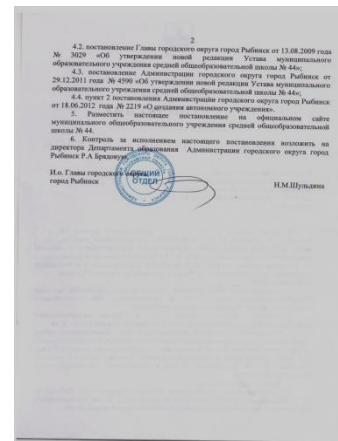 2
4.2. постановление Главы городского округа город Рыбинск от 13.08.2009 года
№ 3029 «Об утверждении новой редакции Устава муниципального
образовательного учреждения средней общеобразовательной школы № 44»;
4.3. постановление Администрации городского округа город Рыбинск от
29.12.2011 года № 4590 «Об утверждении новой редакции Устава муниципального
образовательного учреждения средней общеобразовательной школы № 44»;
4.4. пункт 2 постановления Администрации городского округа город Рыбинск
от 18.06.2012 года № 2219 «О создании автономного учреждения».
5. Разместить настоящее постановление на официальном сайте
муниципального общеобразовательного учреждения средней общеобразовательной
школы № 44.
6. Контроль за исполнением настоящего постановления возложить на
директора Департамента образования Администрации городского округа город
Рыбинск Р.А Брядовую.
И.о. Главы городского округа
город Рыбинск
Н.М.Шульдина
ОБЩИЙ
ОТДЕЛ